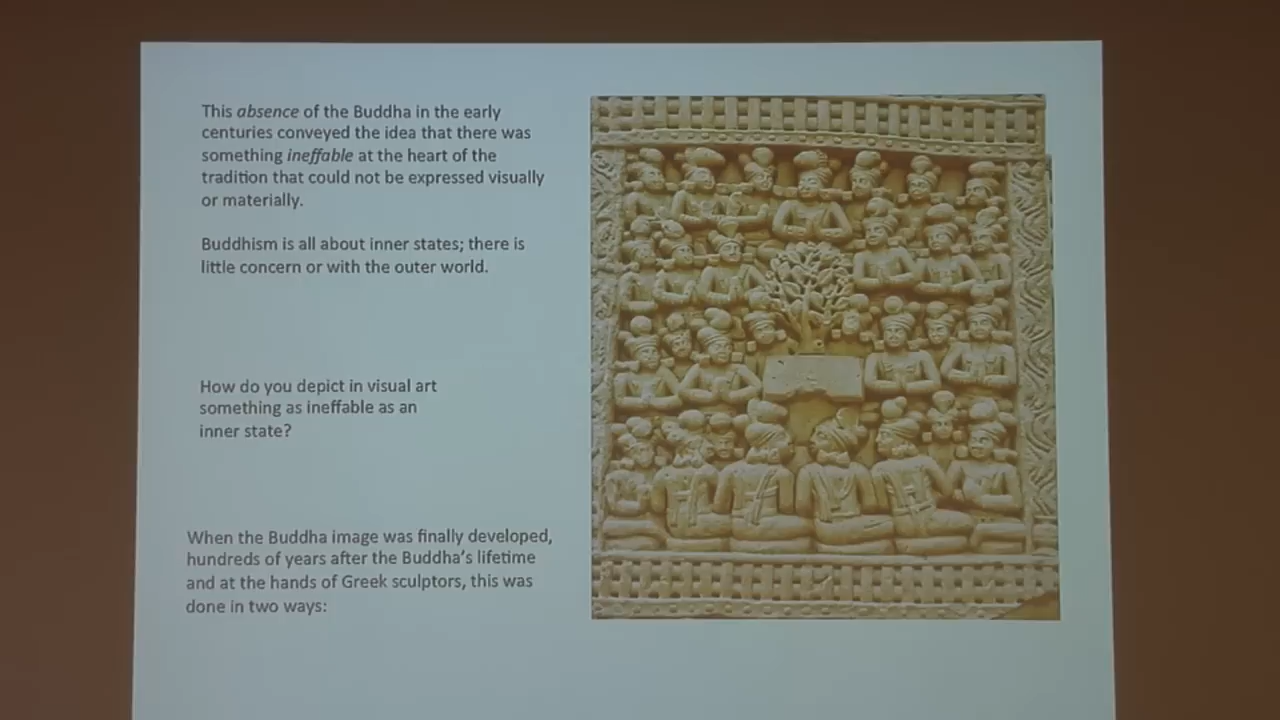 This absence of the Buddha in the early
centuries conveyed the idea that there was
something ineffable at the heart of the
tradition that could not be expressed visually
or materially.
Buddhism is all about inner states; there is
little concern or with the outer world.
How do you depict in visual art
something as ineffable as an
inner state?
When the Buddha image was finally developed,
hundreds of years after the Buddha's lifetime
and at the hands of Greek sculptors, this was
done in two ways: